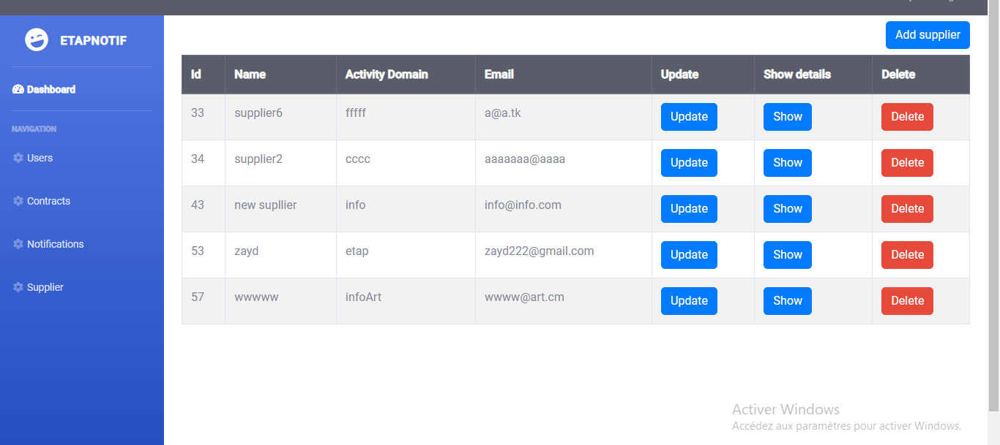 ETAPNOTIF
Dashboard
NAVIGATION
Users
Contracts
Notifications
Supplier
Add supplier
Id Name Activity Domain Email Update Show details Delete
33 supplier6 fffff a@a.tk Update Show Delete
34 supplier2 cccc aaaaaaa@aaaa Update Show Delete
43 new supllier info info@info.com Update Show Delete
53 zayd etap zayd222@gmail.com Update Show Delete
57 wwwww infoArt wwww@art.cm Update Show Delete
Activer Windows
Accédez aux paramètres pour activer Windows.